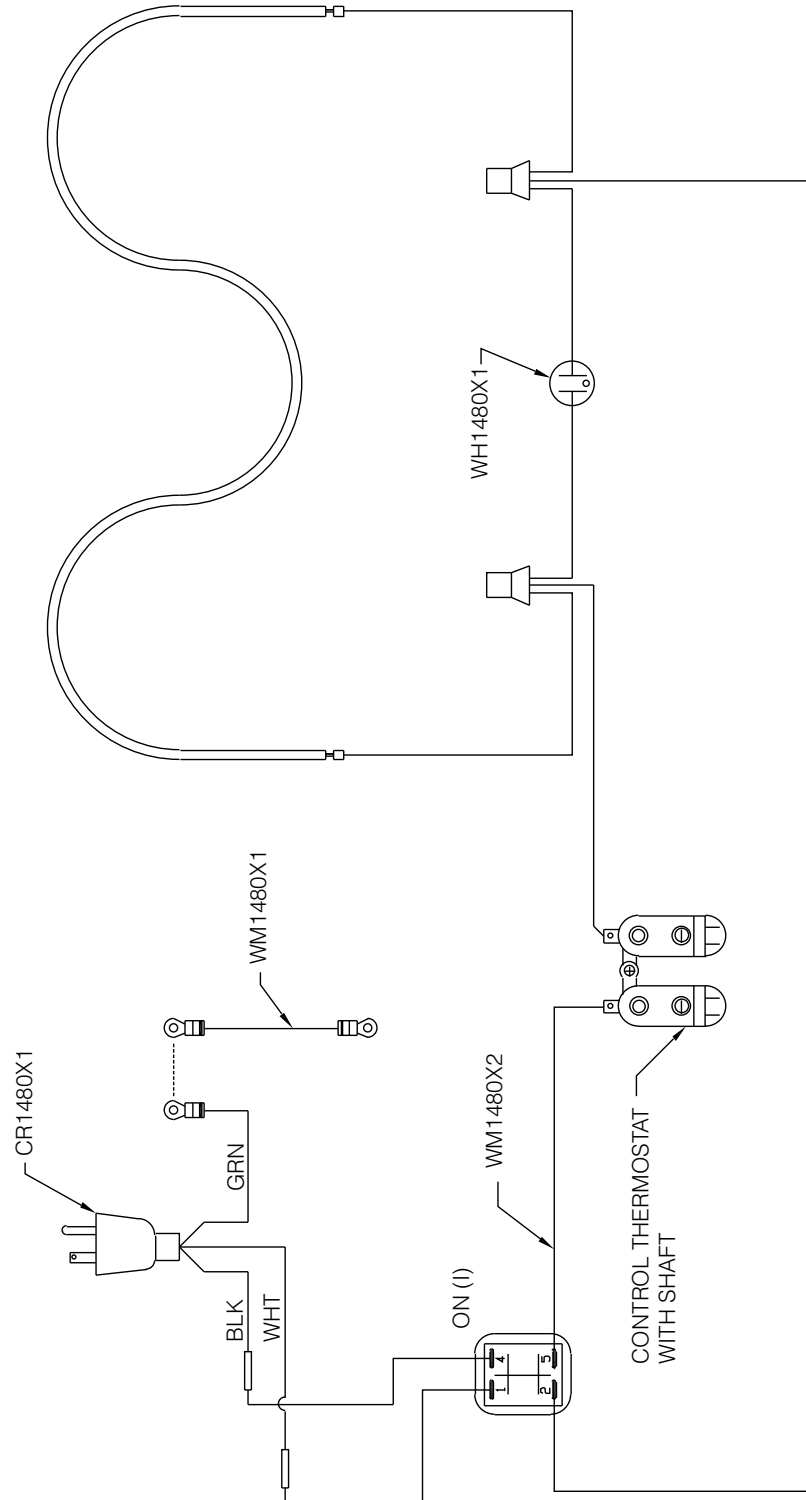 CR1480X1
WM1480X1
GRN
BLK
WHT
ON (I)
1
4
2
5
WM1480X2
CONTROL THERMOSTAT
WITH SHAFT
WH1480X1